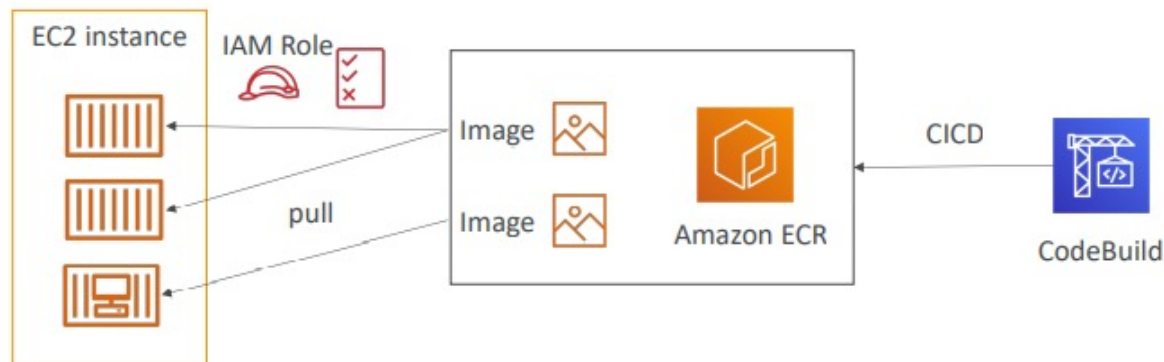 EC2 instance
IAM Role
pull
Image
Image
Amazon ECR
CICD
CodeBuild